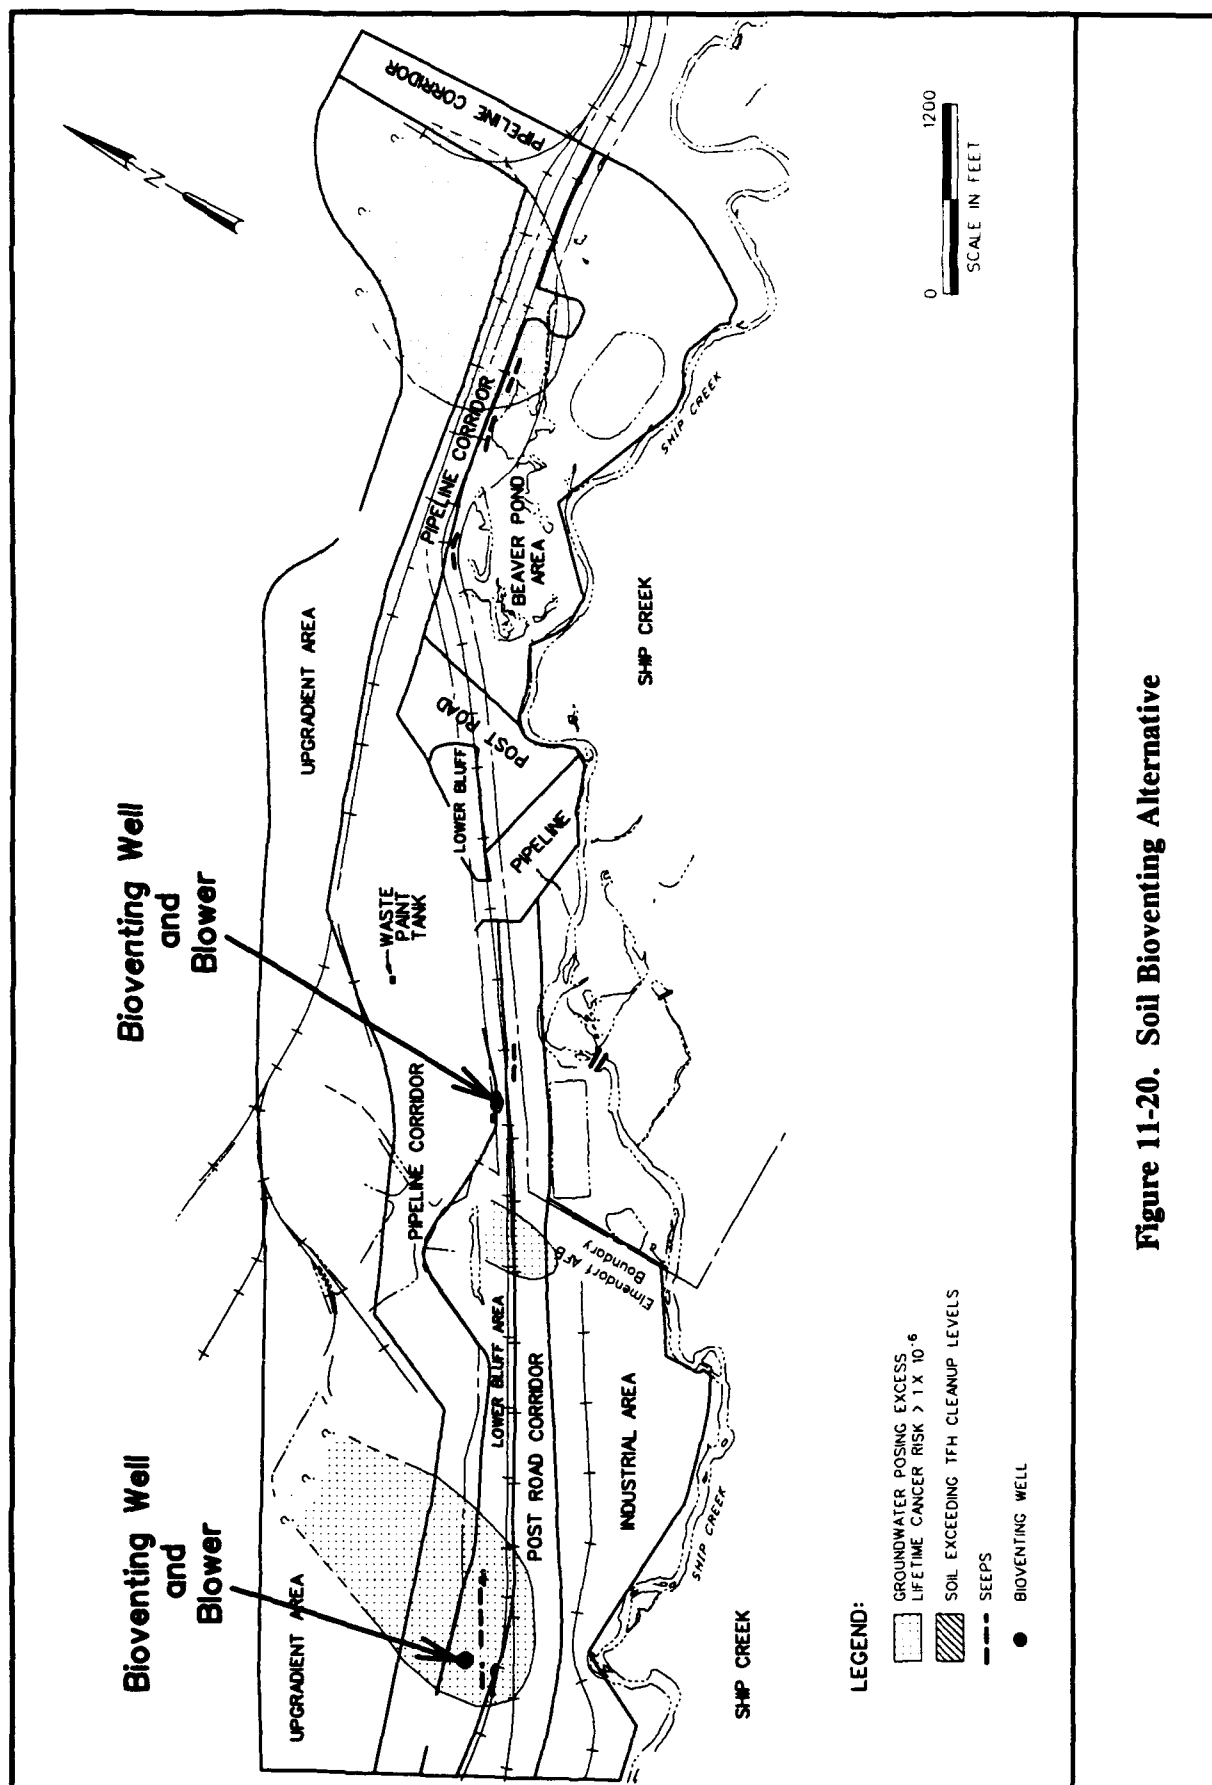 Bioventing Well
and
Blower
Bioventing Well
and
Blower
N
UPGRADIENT AREA
UPGRADIENT AREA
PIPELINE CORRIDOR
PIPELINE CORRIDOR
PIPELINE CORRIDOR
WASTE
PAINT
TANK
LOWER BLUFF
POST ROAD
PIPELINE
BEAVER POND
AREA
LOWER BLUFF AREA
POST ROAD CORRIDOR
INDUSTRIAL AREA
Elmendorf AFB
Boundary
SHIP CREEK
SHIP CREEK
SHIP CREEK
SHIP CREEK
?
?
?
?
?
LEGEND:
GROUNDWATER POSING EXCESS
LIFETIME CANCER RISK > 1 X 10-6
SOIL EXCEEDING TFH CLEANUP LEVELS
SEEPS
BIOVENTING WELL
0 1200
SCALE IN FEET
Figure 11-20. Soil Bioventing Alternative